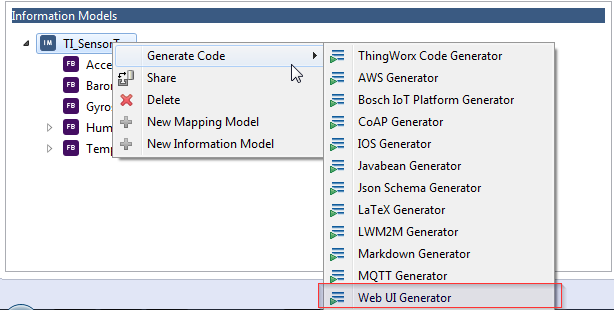 Information Models
IM TI_SensorT
FB Acce
FB Baro
FB Gyro
FB Hum
FB Temp
Generate Code
Share
Delete
New Mapping Model
New Information Model
ThingWorx Code Generator
AWS Generator
Bosch IoT Platform Generator
CoAP Generator
IOS Generator
Javabean Generator
Json Schema Generator
LaTeX Generator
LWM2M Generator
Markdown Generator
MQTT Generator
Web UI Generator